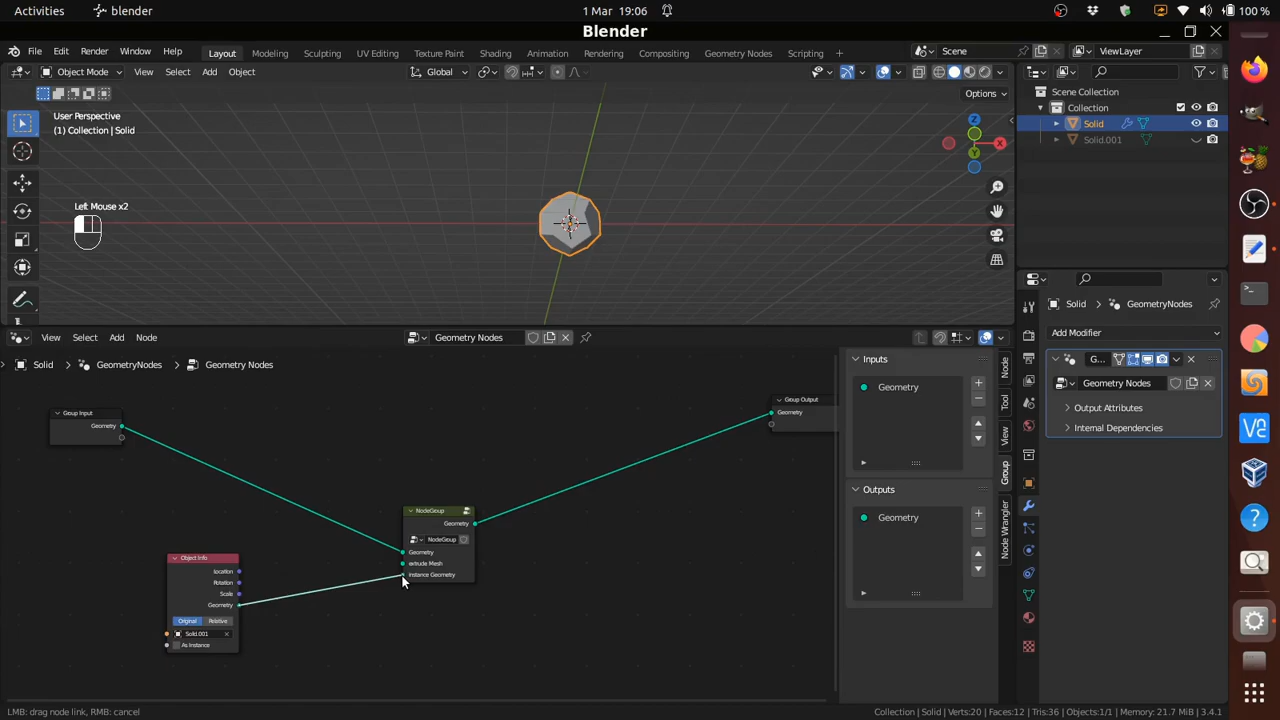 Activities blender 1 Mar 19:06 100 %
Blender
File Edit Render Window Help Layout Modeling Sculpting UV Editing Texture Paint Shading Animation Rendering Compositing Geometry Nodes Scripting + Scene ViewLayer
Object Mode View Select Add Object Global
Options
User Perspective
(1) Collection | Solid
Left Mouse x2
Z
X
Y
Scene Collection
Collection
Solid
Solid.001
Solid > GeometryNodes
Add Modifier
G...
Geometry Nodes
Output Attributes
Internal Dependencies
View Select Add Node Geometry Nodes
Solid > GeometryNodes > Geometry Nodes
Group Input
Geometry
Object Info
Location
Rotation
Scale
Geometry
Original Relative
Solid.001
As Instance
NodeGroup
Geometry
NodeGroup
Geometry
extrude Mesh
Instance Geometry
Group Output
Geometry
Inputs
Geometry
Outputs
Geometry
Node
Tool
View
Group
Node Wrangler
LMB: drag node link, RMB: cancel
Collection | Solid | Verts:20 | Faces:12 | Tris:36 | Objects:1/1 | Memory: 21.7 MiB | 3.4.1